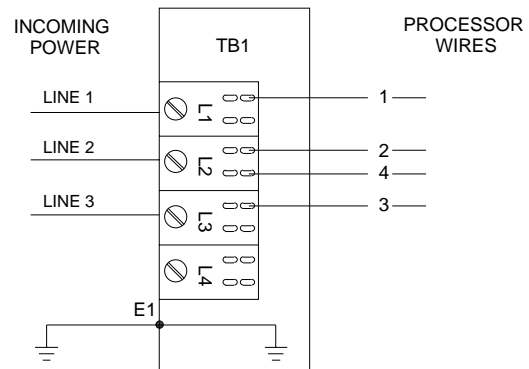 INCOMING
POWER
TB1
PROCESSOR
WIRES
LINE 1
L1
1
LINE 2
L2
2
4
LINE 3
L3
3
L4
E1